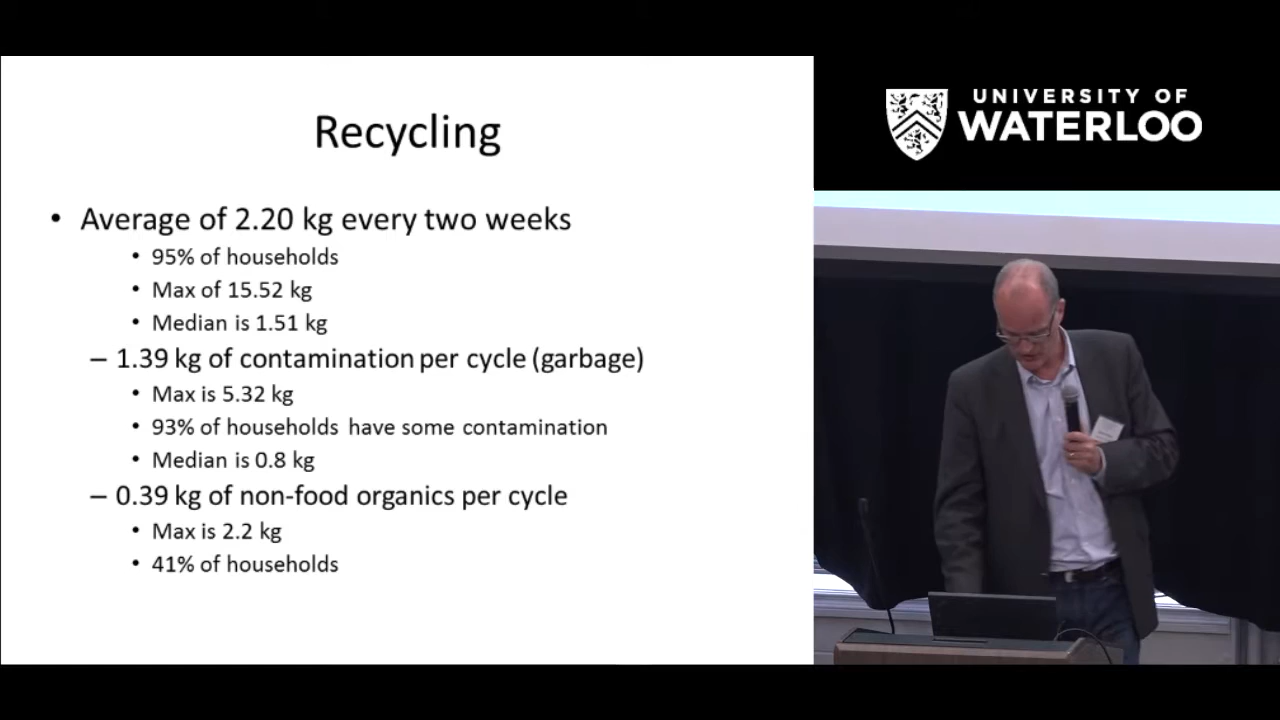 Recycling
• Average of 2.20 kg every two weeks
• 95% of households
• Max of 15.52 kg
• Median is 1.51 kg
– 1.39 kg of contamination per cycle (garbage)
• Max is 5.32 kg
• 93% of households have some contamination
• Median is 0.8 kg
– 0.39 kg of non-food organics per cycle
• Max is 2.2 kg
• 41% of households
UNIVERSITY OF
WATERLOO